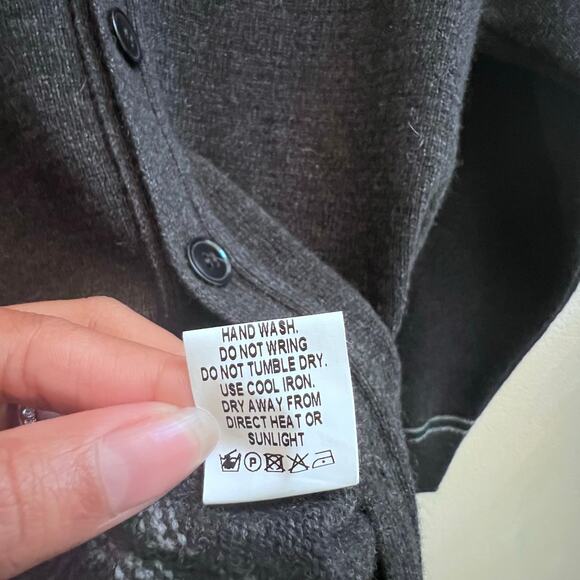 HAND WASH.
DO NOT WRING
DO NOT TUMBLE DRY.
USE COOL IRON.
DRY AWAY FROM
DIRECT HEAT OR
SUNLIGHT
P